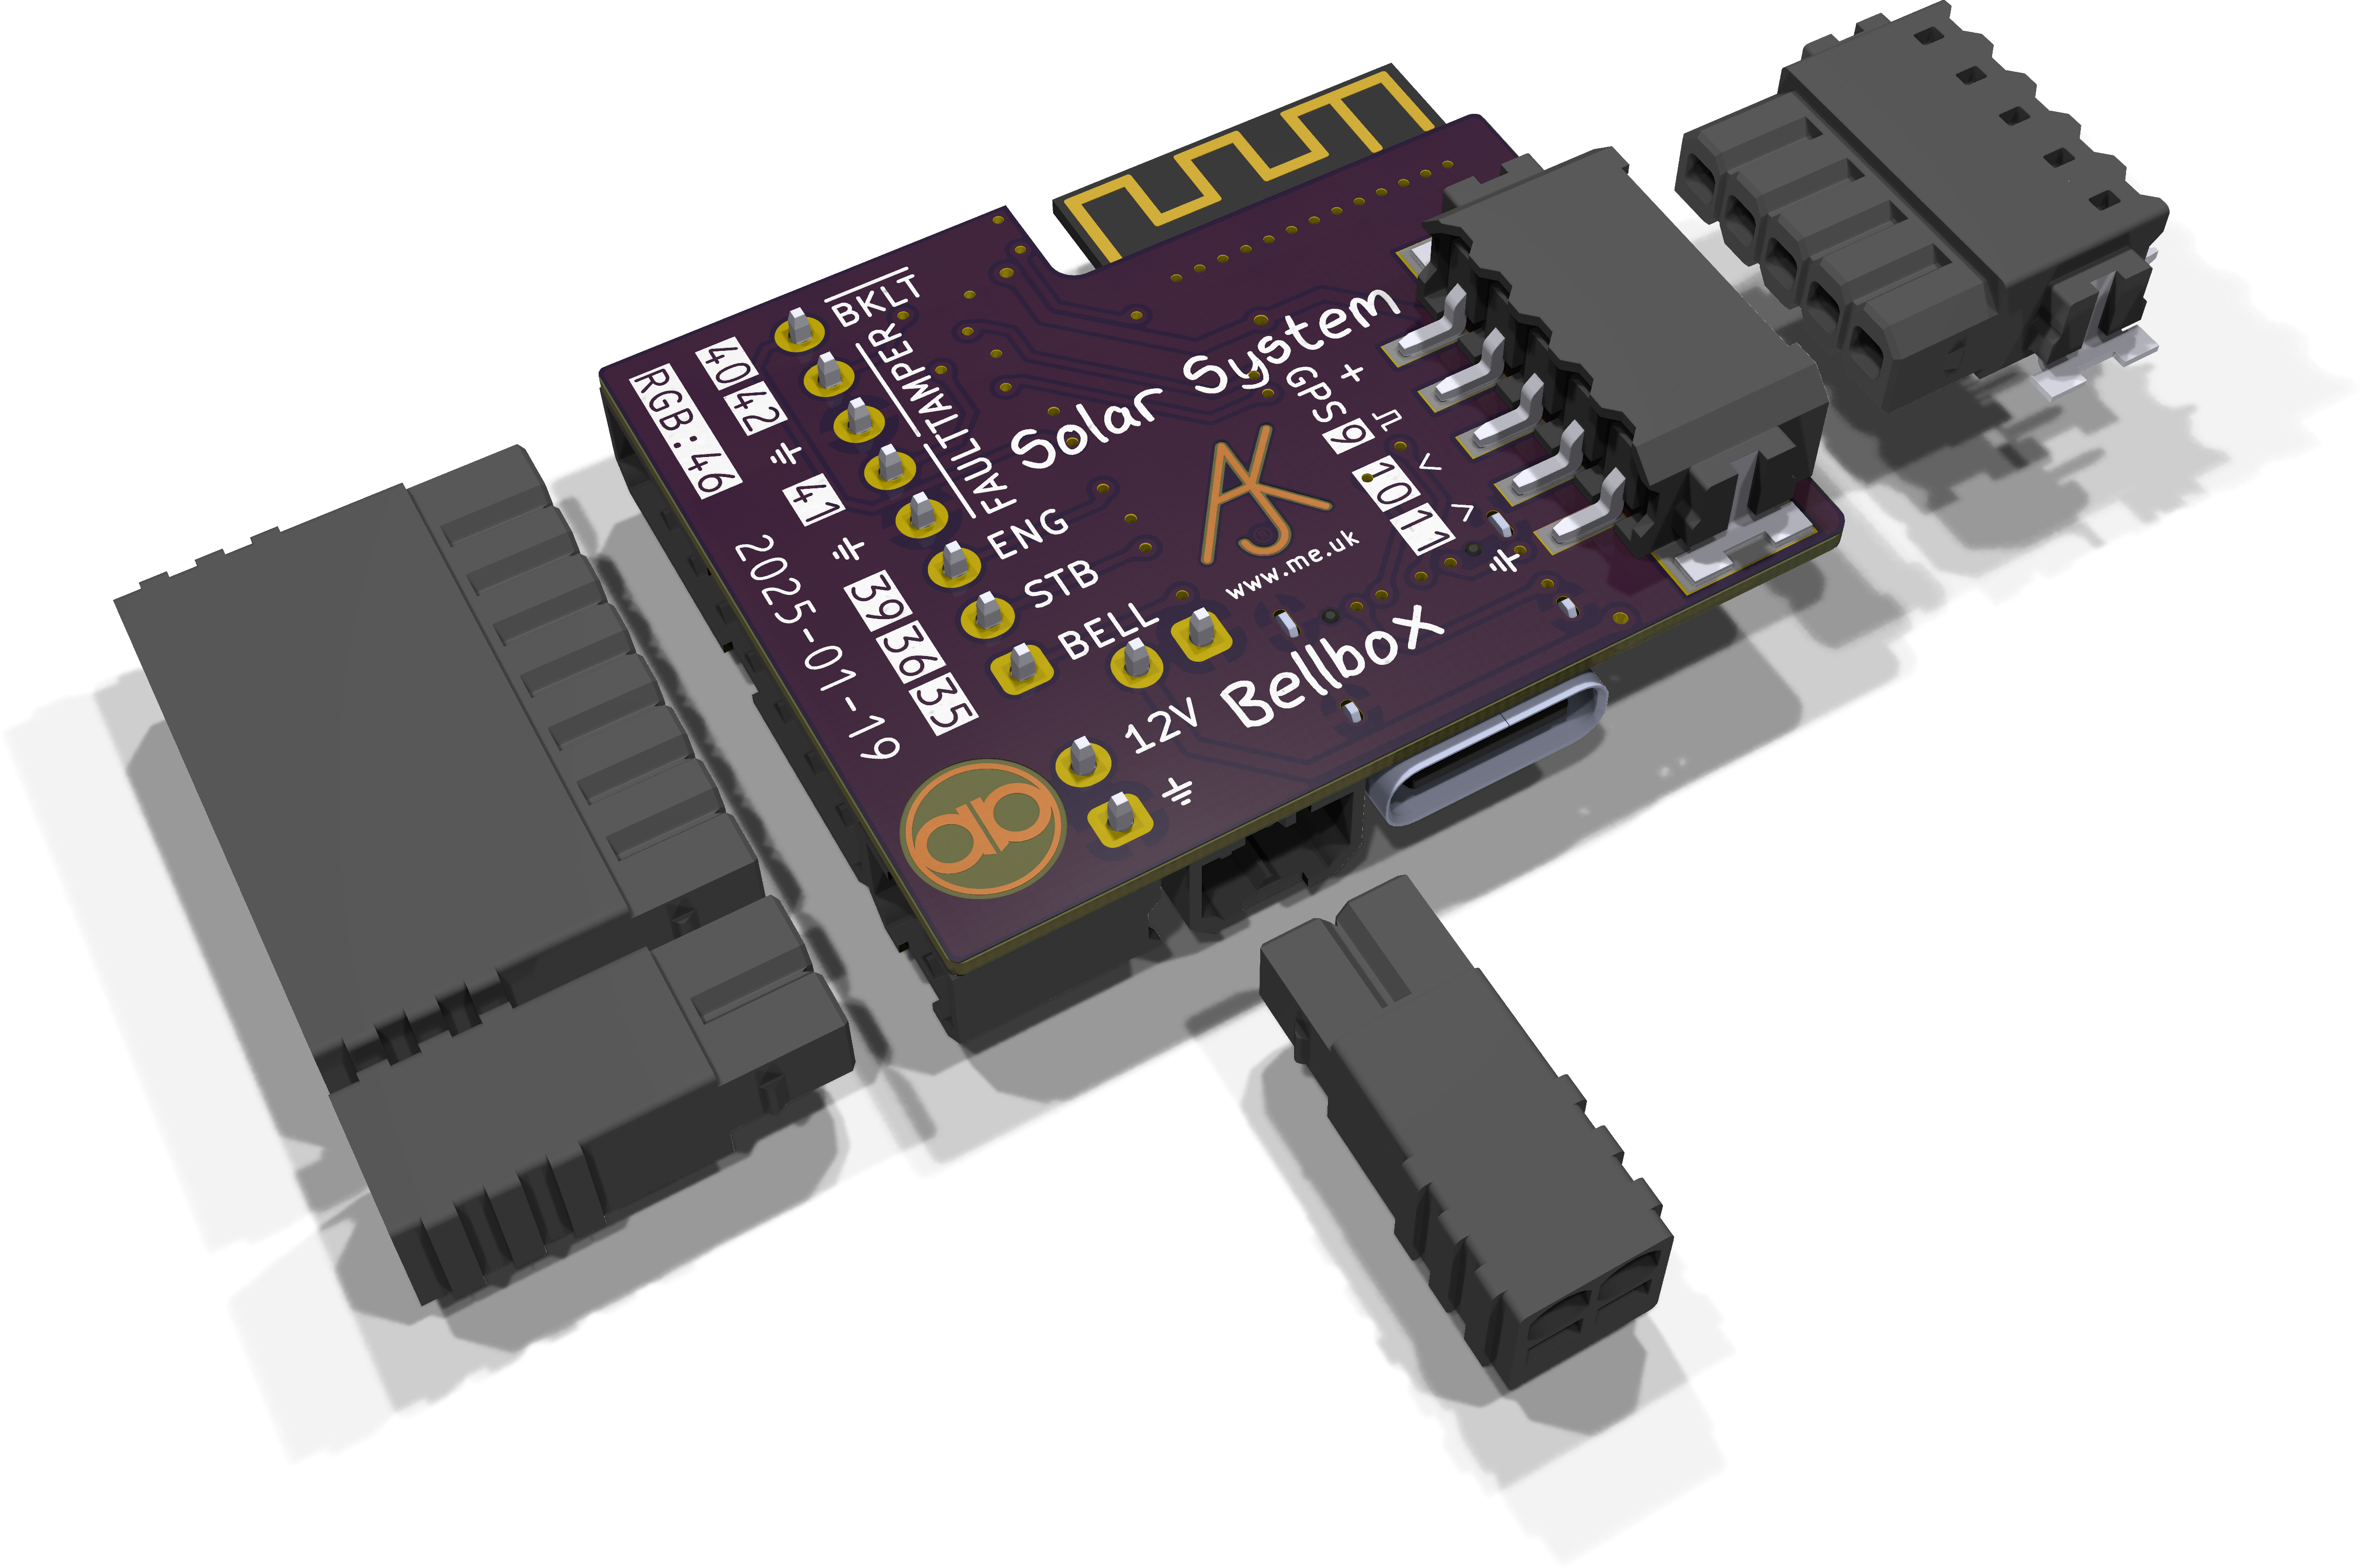 BKLT
TAMPER
FAULT
ENG
STB
BELL
12V
40
42
41
39
36
35
RGB:46
2025-01-19
Solar System
GPS
+
9
10
11
<
>
AJK
www.me.uk
Bellbox